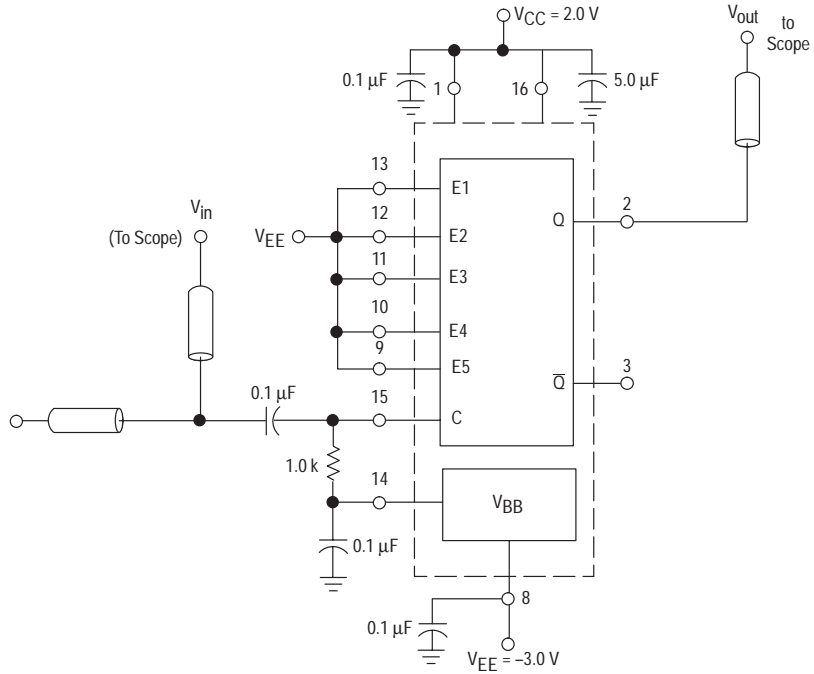 VCC = 2.0 V
Vout to
Scope
0.1 µF
1
16
5.0 µF
13
E1
Vin
(To Scope)
VEE
12
E2
Q
2
11
E3
10
E4
9
E5
Q̅
3
0.1 µF
15
C
1.0 k
14
VBB
0.1 µF
8
0.1 µF
VEE = –3.0 V